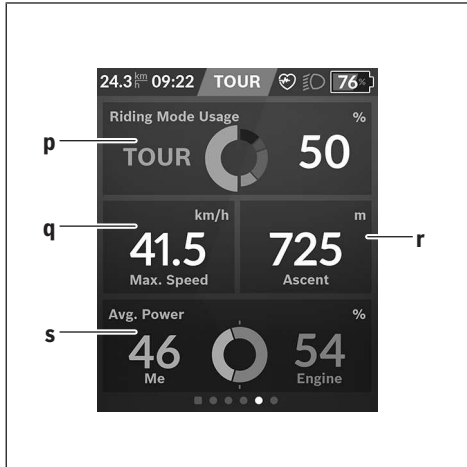 24.3 km/h 09:22 TOUR 76%
Riding Mode Usage %
p
TOUR 50
q
km/h
41.5
Max. Speed
m
725
Ascent
r
Avg. Power %
s
46
Me
54
Engine